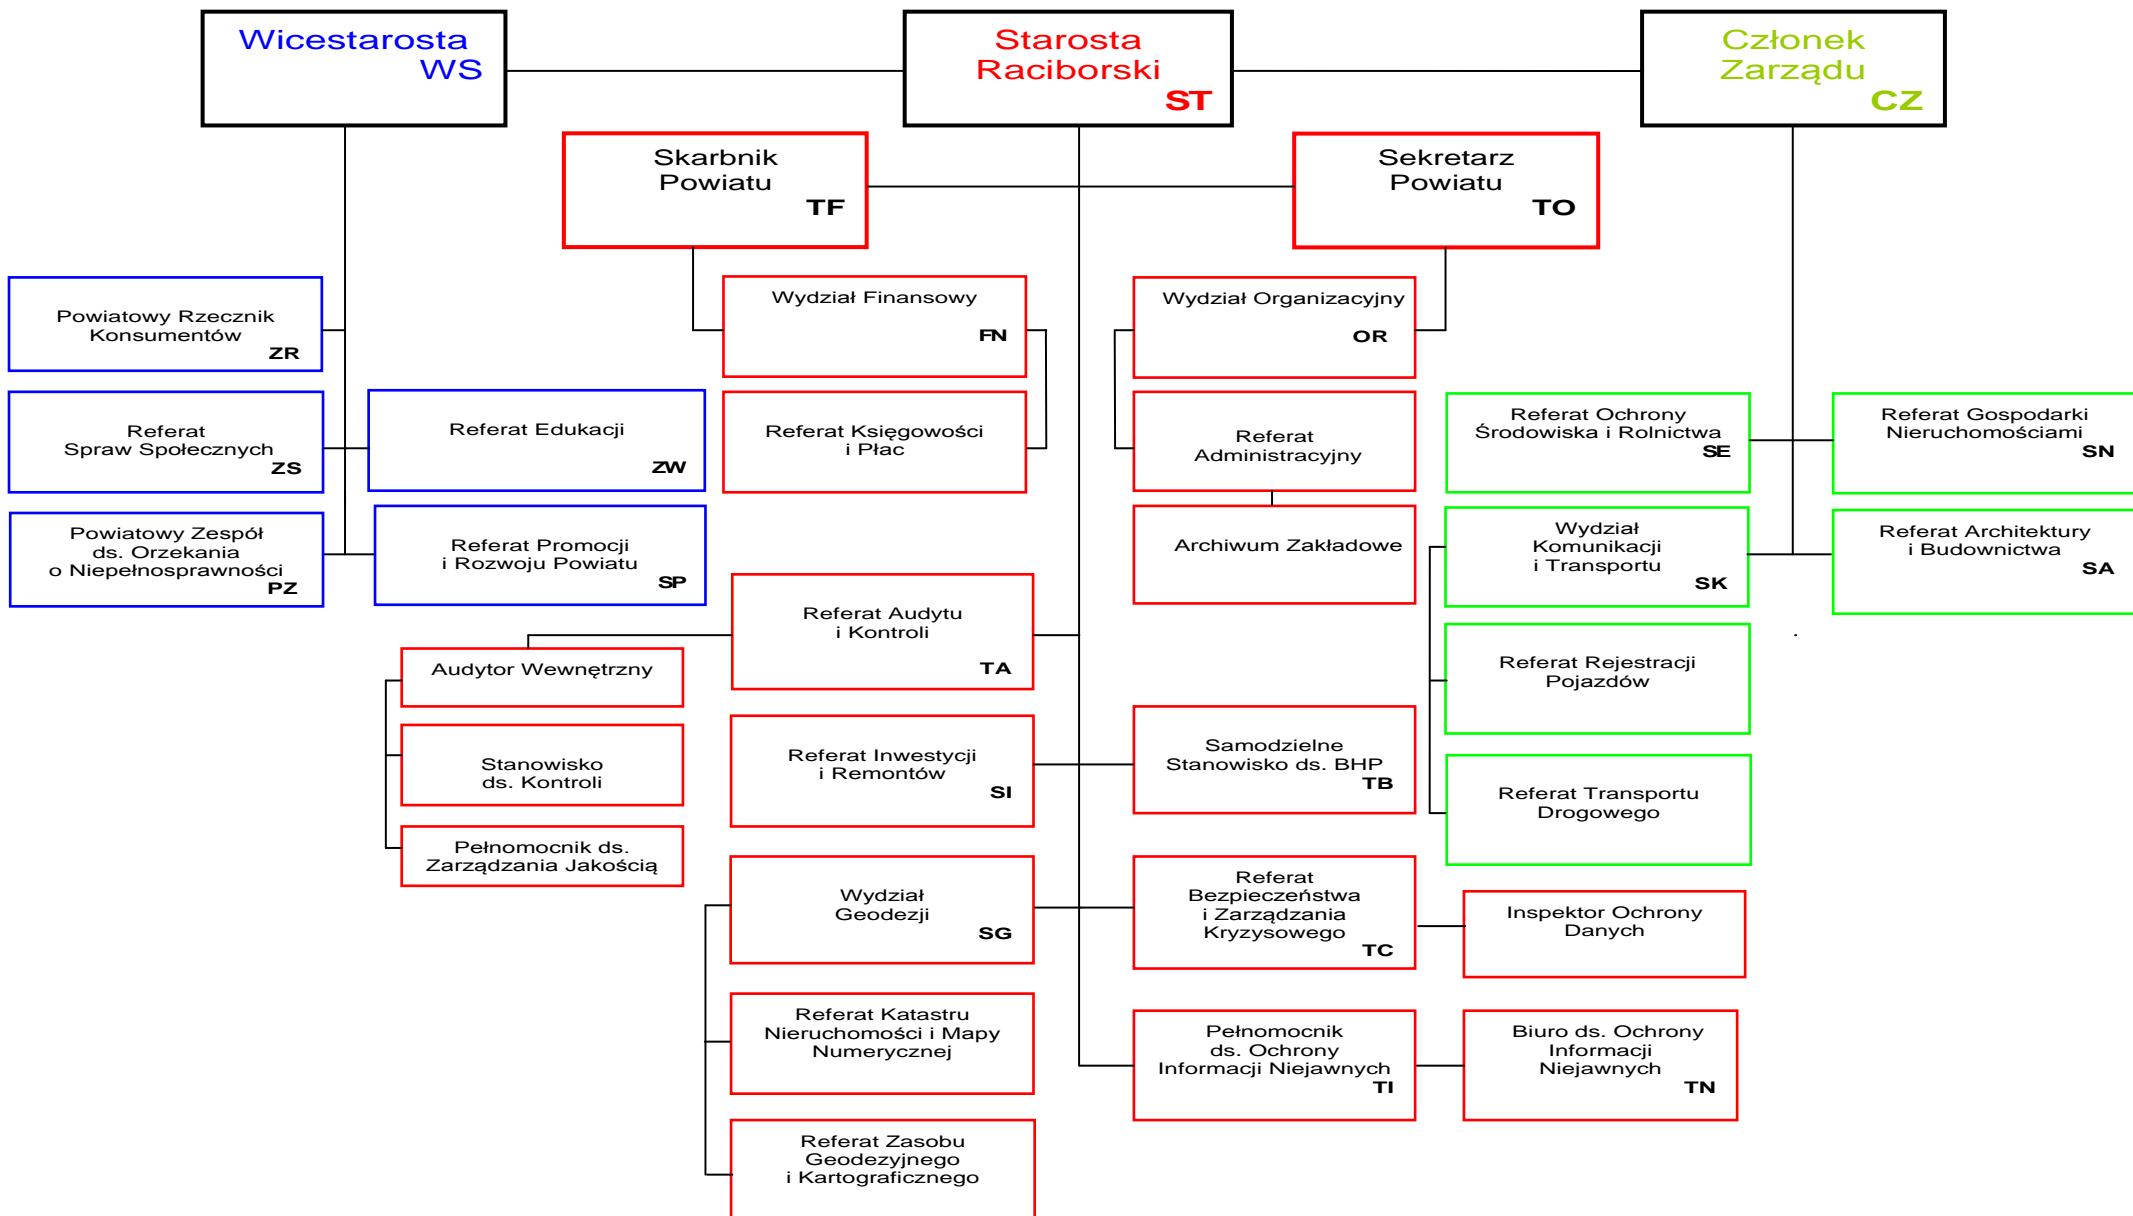 Wicestarosta
WS
Starosta
Raciborski
ST
Członek
Zarządu
CZ
Skarbnik
Powiatu
TF
Sekretarz
Powiatu
TO
Powiatowy Rzecznik
Konsumentów
ZR
Wydział Finansowy
FN
Wydział Organizacyjny
OR
Referat
Spraw Społecznych
ZS
Referat Edukacji
ZW
Referat Księgowości
i Płac
Referat
Administracyjny
Referat Ochrony
Środowiska i Rolnictwa
SE
Referat Gospodarki
Nieruchomościami
SN
Powiatowy Zespół
ds. Orzekania
o Niepełnosprawności
PZ
Referat Promocji
i Rozwoju Powiatu
SP
Archiwum Zakładowe
Wydział
Komunikacji
i Transportu
SK
Referat Architektury
i Budownictwa
SA
Referat Audytu
i Kontroli
TA
Audytor Wewnętrzny
Referat Rejestracji
Pojazdów
Stanowisko
ds. Kontroli
Referat Inwestycji
i Remontów
SI
Samodzielne
Stanowisko ds. BHP
TB
Referat Transportu
Drogowego
Pełnomocnik ds.
Zarządzania Jakością
Wydział
Geodezji
SG
Referat
Bezpieczeństwa
i Zarządzania
Kryzysowego
TC
Inspektor Ochrony
Danych
Referat Katastru
Nieruchomości i Mapy
Numerycznej
Pełnomocnik
ds. Ochrony
Informacji Niejawnych
TI
Biuro ds. Ochrony
Informacji
Niejawnych
TN
Referat Zasobu
Geodezyjnego
i Kartograficznego